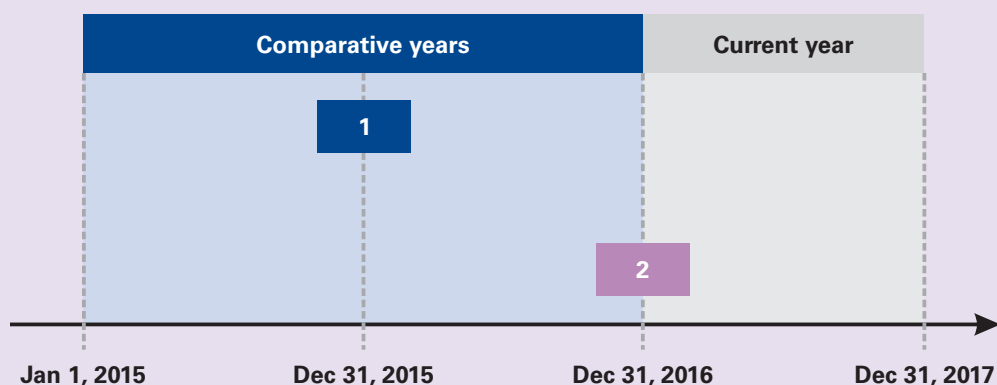 Comparative years
Current year
1
2
Jan 1, 2015
Dec 31, 2015
Dec 31, 2016
Dec 31, 2017